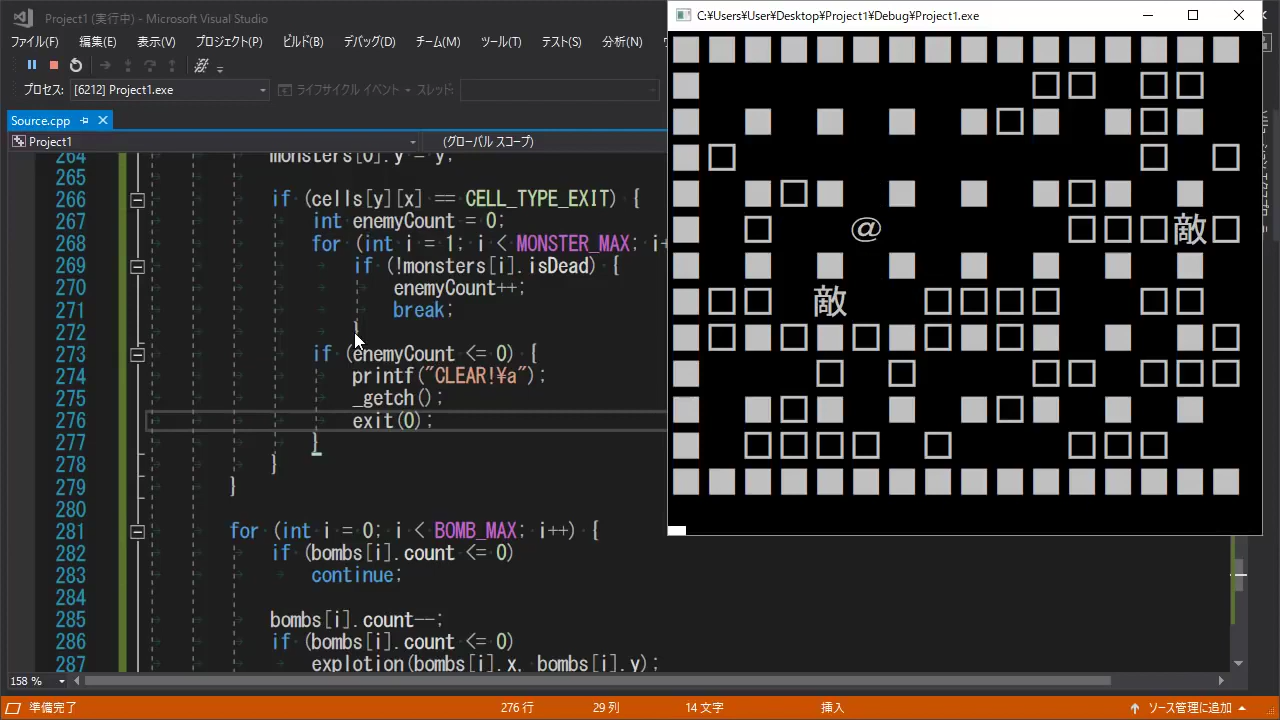 Project1 (実行中) - Microsoft Visual Studio
ファイル(F) 編集(E) 表示(V) プロジェクト(P) ビルド(B) デバッグ(D) チーム(M) ツール(T) テスト(S) 分析(N)
プロセス: [6212] Project1.exe ライフサイクル イベント スレッド:
Source.cpp
Project1 (グローバル スコープ)
264 monsters[0].y = y;
265
266 if (cells[y][x] == CELL_TYPE_EXIT) {
267 int enemyCount = 0;
268 for (int i = 1; i < MONSTER_MAX; i+
269 if (!monsters[i].isDead) {
270 enemyCount++;
271 break;
272 }
273 if (enemyCount <= 0) {
274 printf("CLEAR!¥a");
275 _getch();
276 exit(0);
277 }
278 }
279 }
280
281 for (int i = 0; i < BOMB_MAX; i++) {
282 if (bombs[i].count <= 0)
283 continue;
284
285 bombs[i].count--;
286 if (bombs[i].count <= 0)
287 explotion(bombs[i].x, bombs[i].y);
158 %
準備完了 276 行 29 列 14 文字 挿入 ソース管理に追加
C:¥Users¥User¥Desktop¥Project1¥Debug¥Project1.exe
■■■■■■■■■■■■■■■■
■ □□ □□
■ ■ ■ ■ ■□■ ■□■
■□ □ □
■ ■□■ ■ ■ ■□■ ■
■ □ @ □□□敵□
■ ■ ■ ■ ■ ■ ■ ■
■□□ 敵 □□□□ □□
■□■□■□■□■□■ ■ ■□
■ □ □ □□ □□□
■ ■□■ ■ ■□■ ■ ■
■ □□□□ □ □□□
■■■■■■■■■■■■■■■■